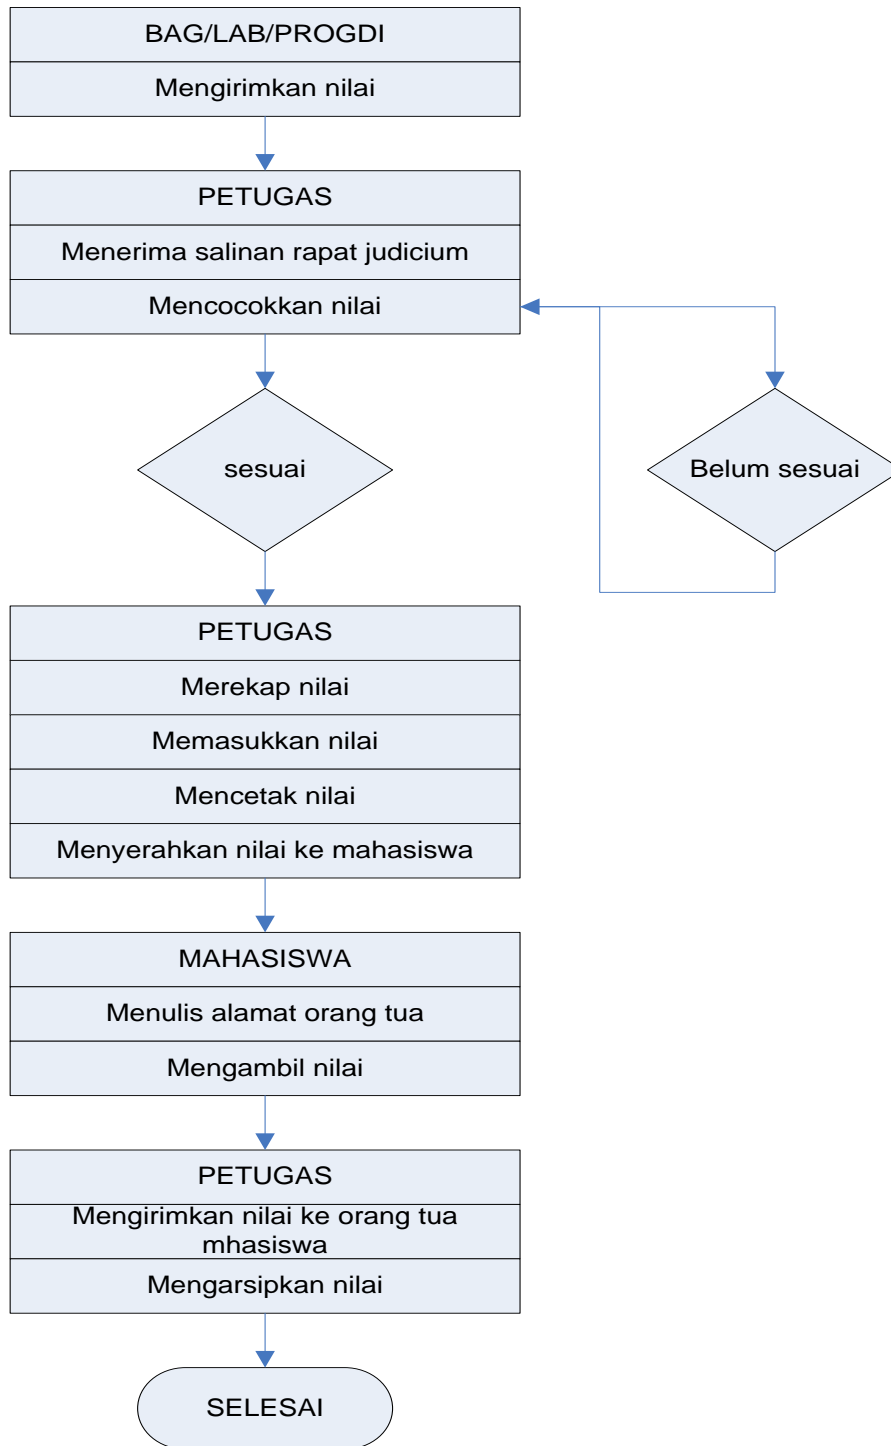 BAG/LAB/PROGDI
Mengirimkan nilai
PETUGAS
Menerima salinan rapat judicium
Mencocokkan nilai
sesuai
Belum sesuai
PETUGAS
Merekap nilai
Memasukkan nilai
Mencetak nilai
Menyerahkan nilai ke mahasiswa
MAHASISWA
Menulis alamat orang tua
Mengambil nilai
PETUGAS
Mengirimkan nilai ke orang tua
mhasiswa
Mengarsipkan nilai
SELESAI